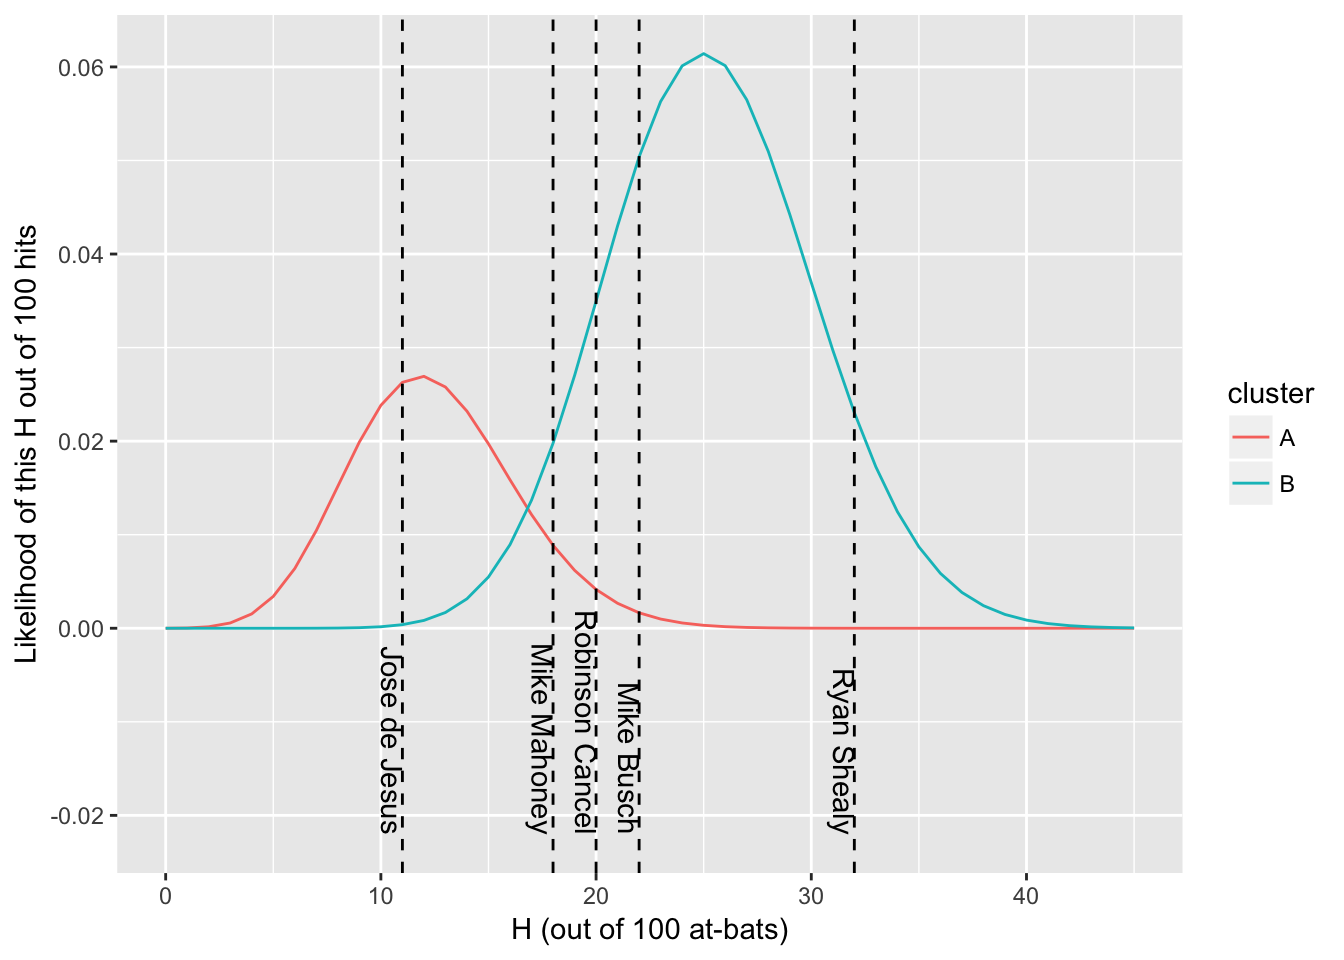 Likelihood of this H out of 100 hits
0.06
0.04
0.02
0.00
-0.02
Jose de Jesus
Mike Mahoney
Robinson Cancel
Mike Busch
Ryan Shealy
0
10
20
30
40
H (out of 100 at-bats)
cluster
A
B